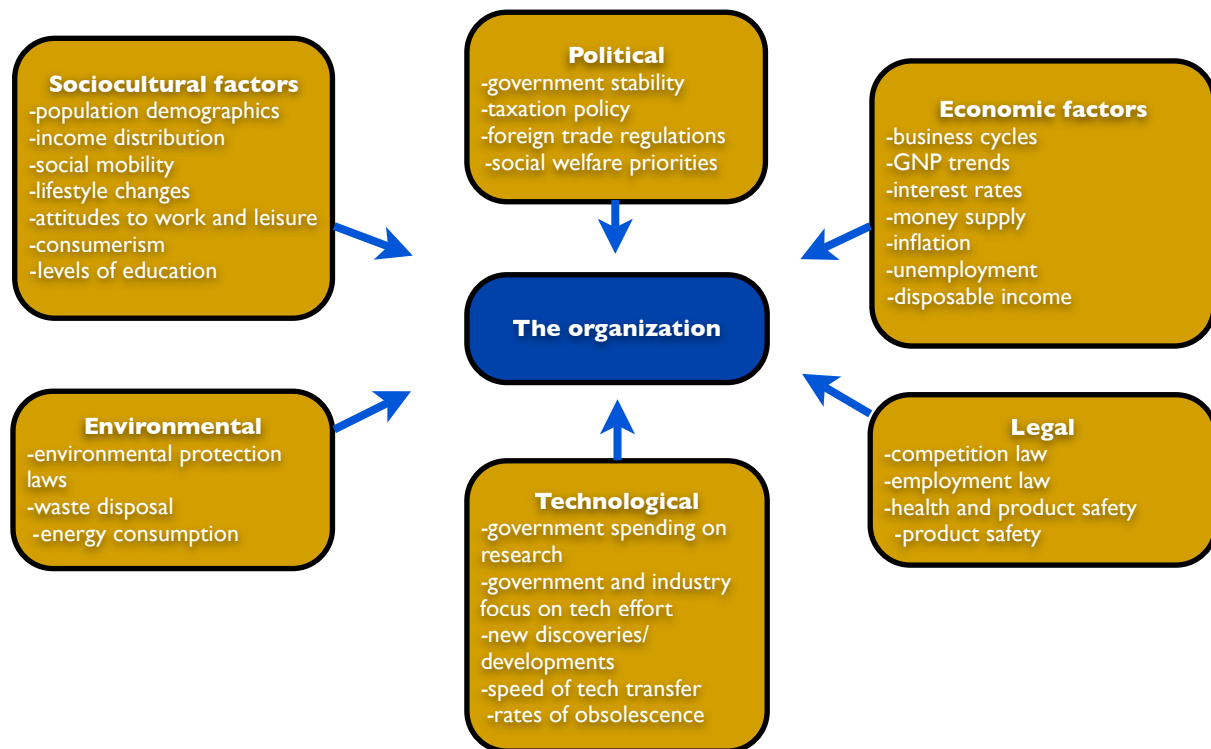 Sociocultural factors
-population demographics
-income distribution
-social mobility
-lifestyle changes
-attitudes to work and leisure
-consumerism
-levels of education
Political
-government stability
-taxation policy
-foreign trade regulations
-social welfare priorities
Economic factors
-business cycles
-GNP trends
-interest rates
-money supply
-inflation
-unemployment
-disposable income
The organization
Environmental
-environmental protection
laws
-waste disposal
-energy consumption
Technological
-government spending on
research
-government and industry
focus on tech effort
-new discoveries/
developments
-speed of tech transfer
-rates of obsolescence
Legal
-competition law
-employment law
-health and product safety
-product safety